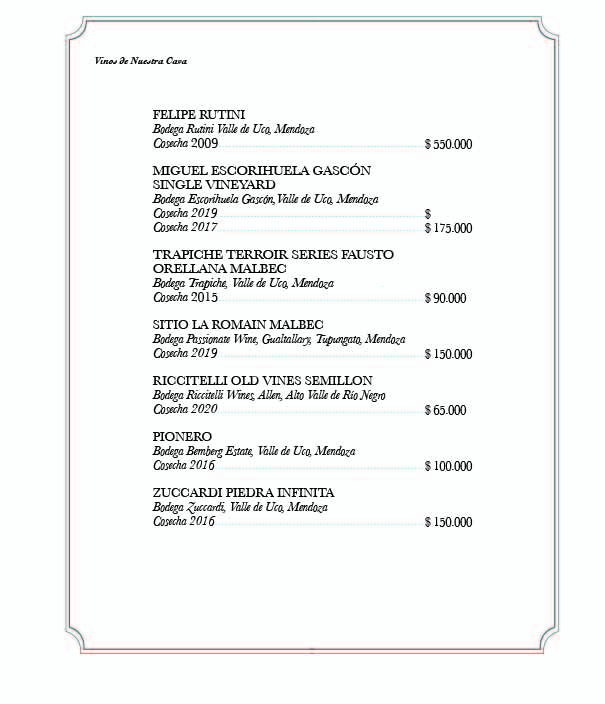 Vinos de Nuestra Cava
FELIPE RUTINI
Bodega Rutini Valle de Uco, Mendoza
Cosecha 2009 $ 550.000
MIGUEL ESCORIHUELA GASCÓN
SINGLE VINEYARD
Bodega Escorihuela Gascón, Valle de Uco, Mendoza
Cosecha 2019 $
Cosecha 2017 $ 175.000
TRAPICHE TERROIR SERIES FAUSTO
ORELLANA MALBEC
Bodega Trapiche, Valle de Uco, Mendoza
Cosecha 2015 $ 90.000
SITIO LA ROMAIN MALBEC
Bodega Passionate Wine, Gualtallary, Tupungato, Mendoza
Cosecha 2019 $ 150.000
RICCITELLI OLD VINES SEMILLON
Bodega Riccitelli Wines, Allen, Alto Valle de Río Negro
Cosecha 2020 $ 65.000
PIONERO
Bodega Bemberg Estate, Valle de Uco, Mendoza
Cosecha 2016 $ 100.000
ZUCCARDI PIEDRA INFINITA
Bodega Zuccardi, Valle de Uco, Mendoza
Cosecha 2016 $ 150.000